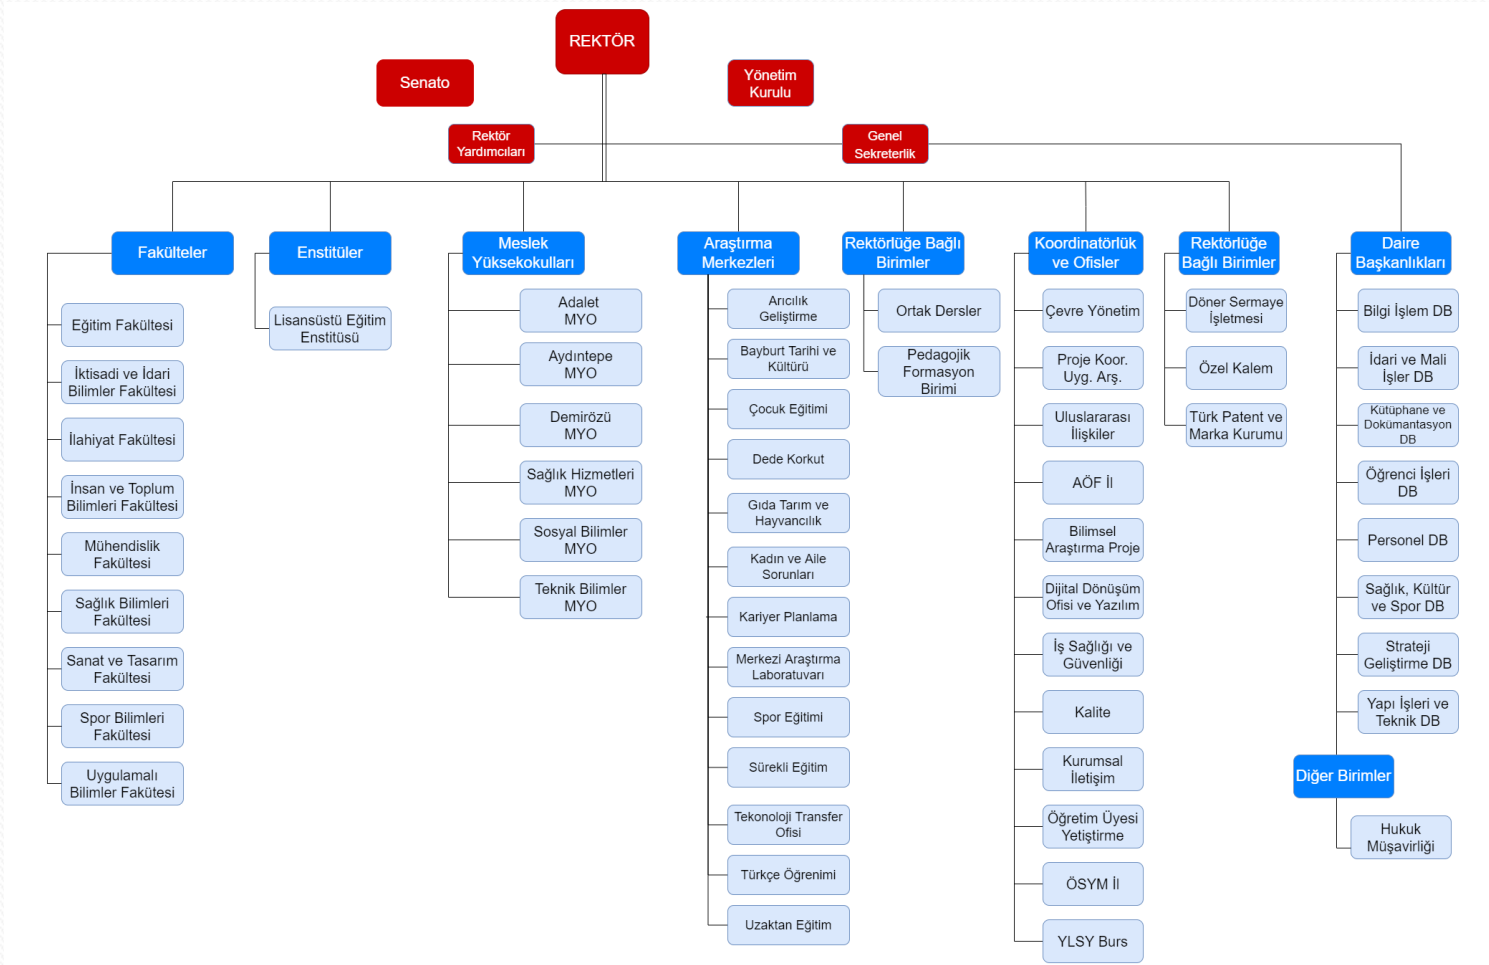 REKTÖR
Senato
Yönetim
Kurulu
Rektör
Yardımcıları
Genel
Sekreterlik
Fakülteler
Eğitim Fakültesi
İktisadi ve İdari
Bilimler Fakültesi
İlahiyat Fakültesi
İnsan ve Toplum
Bilimleri Fakültesi
Mühendislik
Fakültesi
Sağlık Bilimleri
Fakültesi
Sanat ve Tasarım
Fakültesi
Spor Bilimleri
Fakültesi
Uygulamalı
Bilimler Fakütesi
Enstitüler
Lisansüstü Eğitim
Enstitüsü
Meslek
Yüksekokulları
Adalet
MYO
Aydıntepe
MYO
Demirözü
MYO
Sağlık Hizmetleri
MYO
Sosyal Bilimler
MYO
Teknik Bilimler
MYO
Araştırma
Merkezleri
Arıcılık
Geliştirme
Bayburt Tarihi ve
Kültürü
Çocuk Eğitimi
Dede Korkut
Gıda Tarım ve
Hayvancılık
Kadın ve Aile
Sorunları
Kariyer Planlama
Merkezi Araştırma
Laboratuvarı
Spor Eğitimi
Sürekli Eğitim
Tekonoloji Transfer
Ofisi
Türkçe Öğrenimi
Uzaktan Eğitim
Rektörlüğe Bağlı
Birimler
Ortak Dersler
Pedagojik
Formasyon
Birimi
Koordinatörlük
ve Ofisler
Çevre Yönetim
Proje Koor.
Uyg. Arş.
Uluslararası
İlişkiler
AÖF İl
Bilimsel
Araştırma Proje
Dijital Dönüşüm
Ofisi ve Yazılım
İş Sağlığı ve
Güvenliği
Kalite
Kurumsal
İletişim
Öğretim Üyesi
Yetiştirme
ÖSYM İl
YLSY Burs
Rektörlüğe
Bağlı Birimler
Döner Sermaye
İşletmesi
Özel Kalem
Türk Patent ve
Marka Kurumu
Daire
Başkanlıkları
Bilgi İşlem DB
İdari ve Mali
İşler DB
Kütüphane ve
Dokümantasyon
DB
Öğrenci İşleri
DB
Personel DB
Sağlık, Kültür
ve Spor DB
Strateji
Geliştirme DB
Yapı İşleri ve
Teknik DB
Diğer Birimler
Hukuk
Müşavirliği